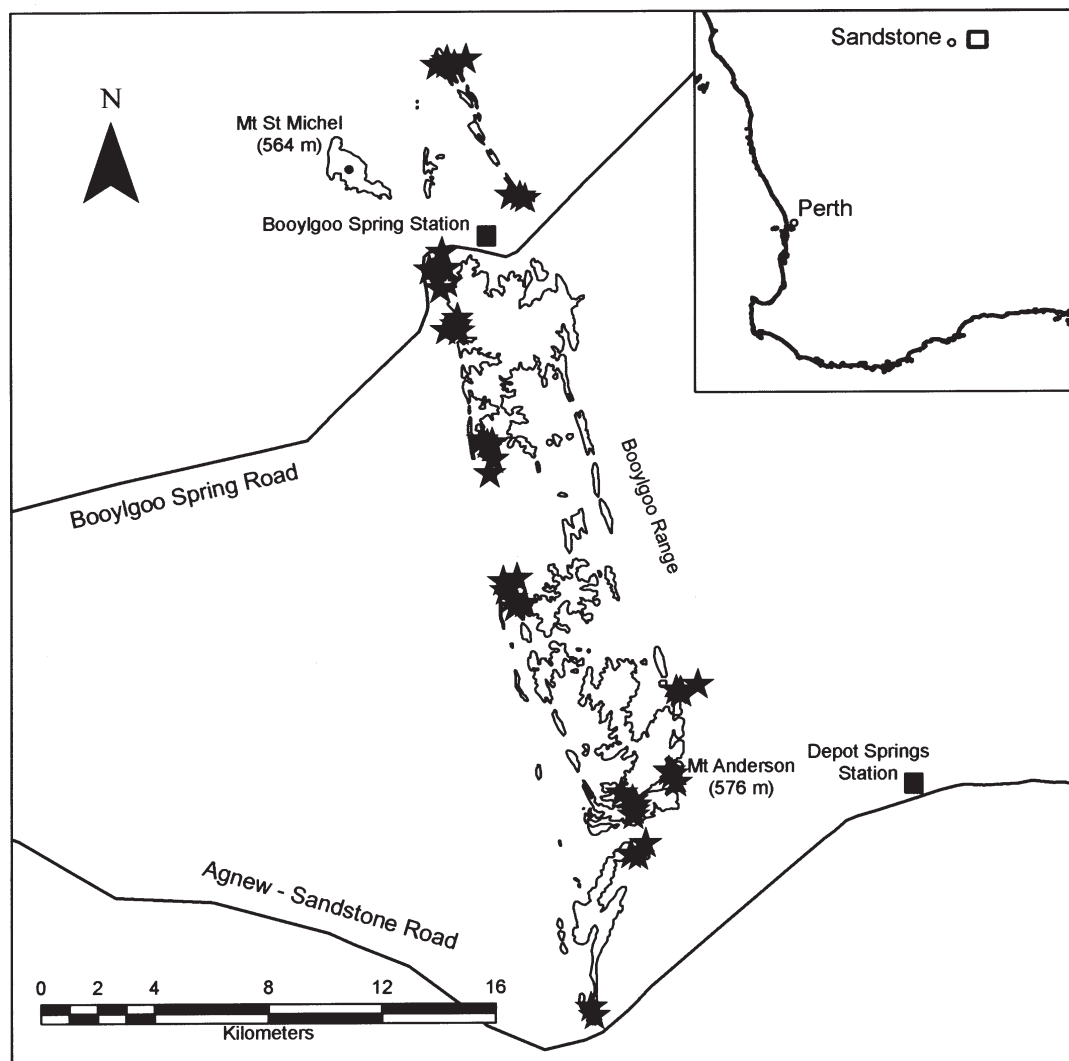 Sandstone
N
Mt St Michel
(564 m)
Perth
Booylgoo Spring Station
Booylgoo Spring Road
Booylgoo Range
Mt Anderson
(576 m)
Depot Springs
Station
Agnew - Sandstone Road
0 2 4 8 12 16
Kilometers